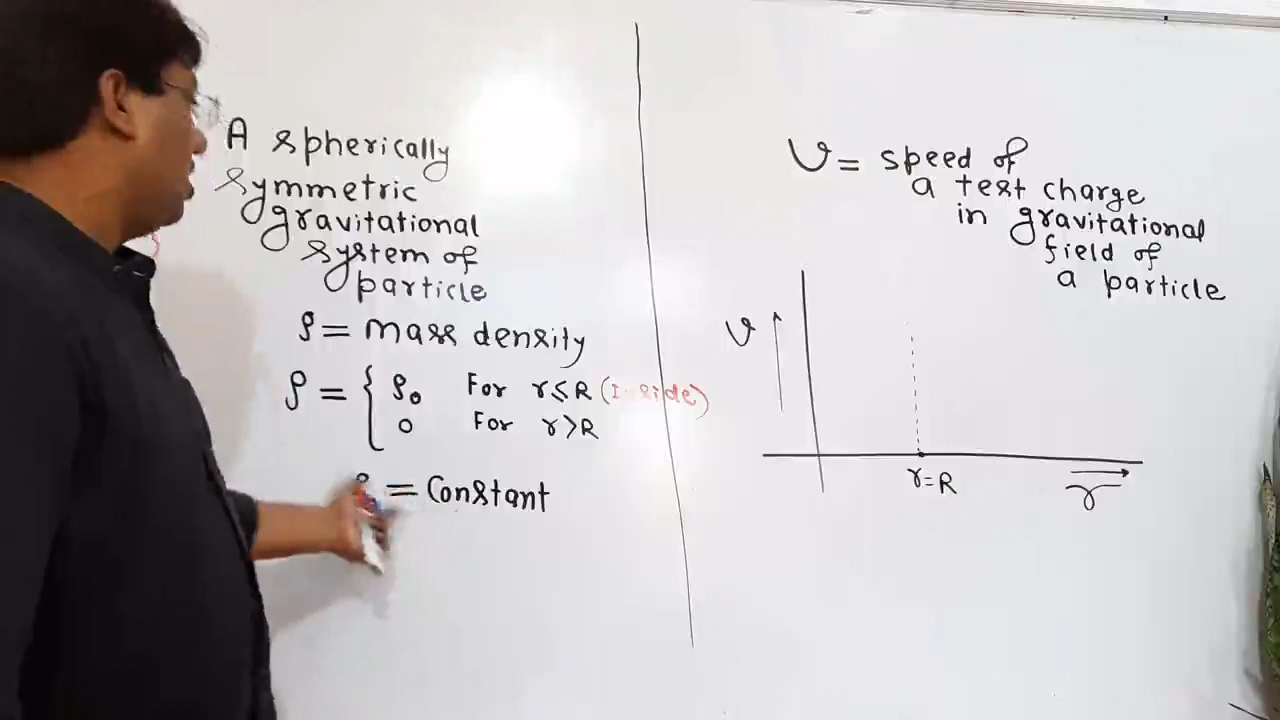 A spherically
symmetric
gravitational
system of
particle
ρ = mass density
ρ = { ρ₀ For r ≤ R (Inside)
0 For r > R
= Constant
v = speed of
a test charge
in gravitational
field of
a particle
v
r = R
r